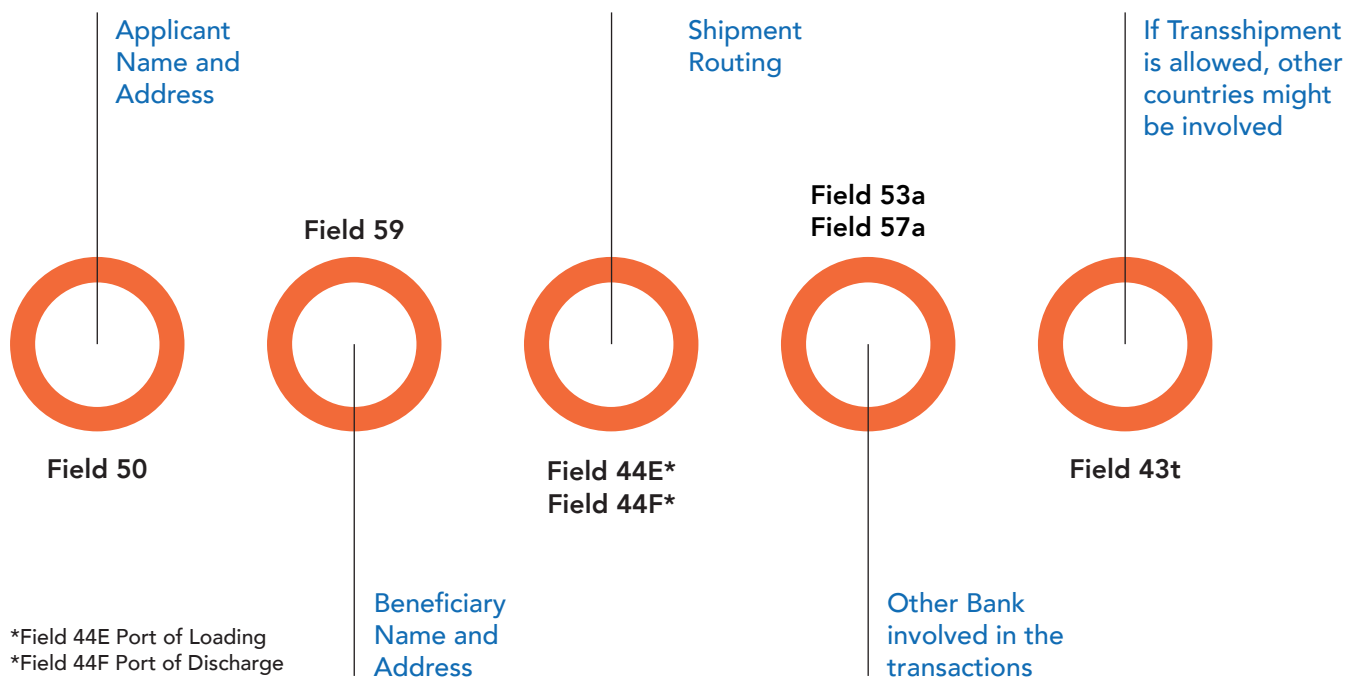 Applicant
Name and
Address
Field 50
Field 59
Beneficiary
Name and
Address
Shipment
Routing
Field 44E*
Field 44F*
Field 53a
Field 57a
Other Bank
involved in the
transactions
If Transshipment
is allowed, other
countries might
be involved
Field 43t
*Field 44E Port of Loading
*Field 44F Port of Discharge